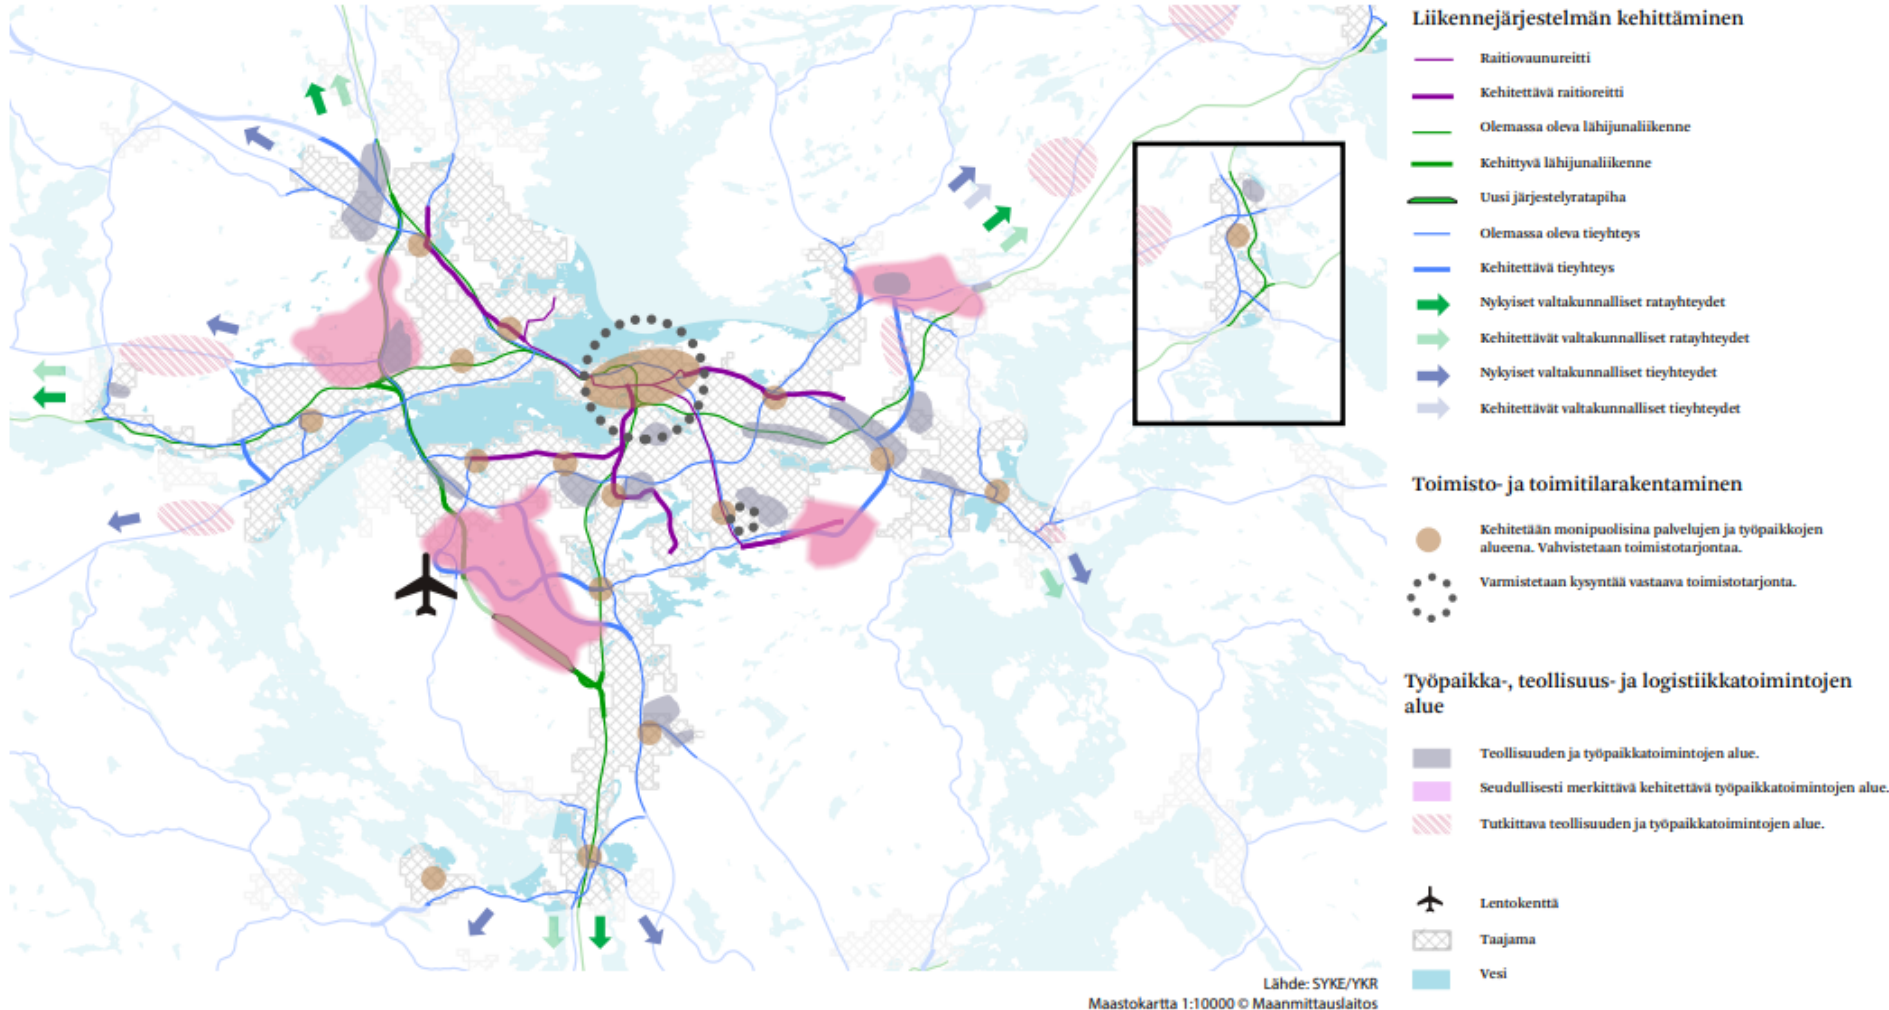 Liikennejärjestelmän kehittäminen
Raitiovaunureitti
Kehitettävä raitioreitti
Olemassa oleva lähijunaliikenne
Kehittyvä lähijunaliikenne
Uusi järjestelyratapiha
Olemassa oleva tieyhteys
Kehitettävä tieyhteys
Nykyiset valtakunnalliset ratayhteydet
Kehitettävät valtakunnalliset ratayhteydet
Nykyiset valtakunnalliset tieyhteydet
Kehitettävät valtakunnalliset tieyhteydet
Toimisto- ja toimitilarakentaminen
Kehitetään monipuolisina palvelujen ja työpaikkojen
alueena. Vahvistetaan toimistotarjontaa.
Varmistetaan kysyntää vastaava toimistotarjonta.
Työpaikka-, teollisuus- ja logistiikkatoimintojen
alue
Teollisuuden ja työpaikkatoimintojen alue.
Seudullisesti merkittävä kehitettävä työpaikkatoimintojen alue.
Tutkittava teollisuuden ja työpaikkatoimintojen alue.
Lentokenttä
Taajama
Vesi
Lähde: SYKE/YKR
Maastokartta 1:10000 © Maanmittauslaitos